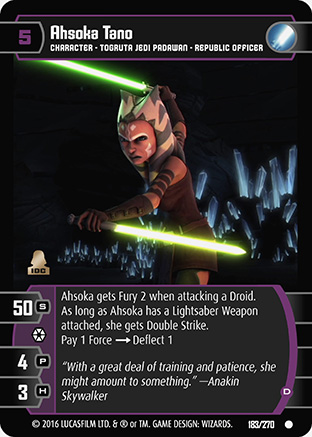 5
Ahsoka Tano
CHARACTER - TOGRUTA JEDI PADAWAN - REPUBLIC OFFICER
IDC
50 S
Ahsoka gets Fury 2 when attacking a Droid.
As long as Ahsoka has a Lightsaber Weapon
attached, she gets Double Strike.
Pay 1 Force → Deflect 1
4 P
3 H
“With a great deal of training and patience, she
might amount to something.” —Anakin
Skywalker
D
© 2016 LUCASFILM LTD. & ® or TM. GAME DESIGN: WIZARDS. 183/270